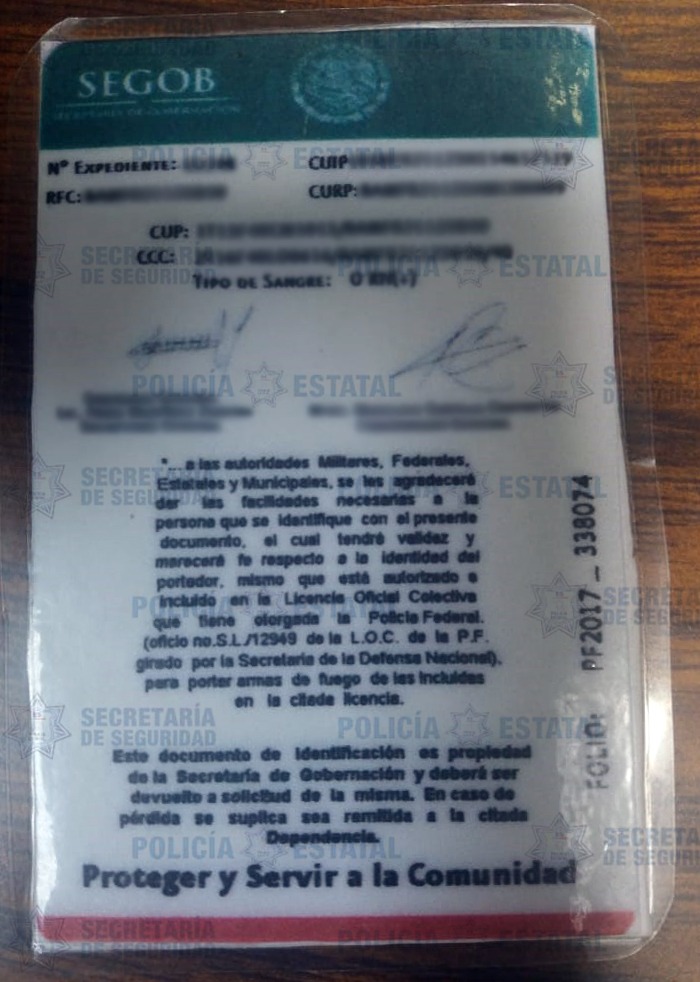 SEGOB
SECRETARÍA DE GOBERNACIÓN
Nº EXPEDIENTE: CUIP:
RFC: CURP:
CUP:
CCC:
TIPO DE SANGRE: O RH(+)
"... a las autoridades Militares, Federales,
Estatales y Municipales, se les agradecerá
dar las facilidades necesarias a la
persona que se identifique con el presente
documento, el cual tendrá validez y
merecerá fe respecto a la identidad del
portador, mismo que está autorizado e
incluido en la Licencia Oficial Colectiva
que tiene otorgada la Policía Federal.
(oficio no.S.L./12949 de la L.O.C. de la P.F.
girado por la Secretaría de la Defensa Nacional),
para portar armas de fuego de las incluidas
en la citada licencia.
Este documento de identificación es propiedad
de la Secretaría de Gobernación y deberá ser
devuelto a solicitud de la misma. En caso de
pérdida se suplica sea remitida a la citada
Dependencia.
Proteger y Servir a la Comunidad
FOLIO: PF2017_338074
SECRETARÍA
DE SEGURIDAD
POLICÍA ESTATAL